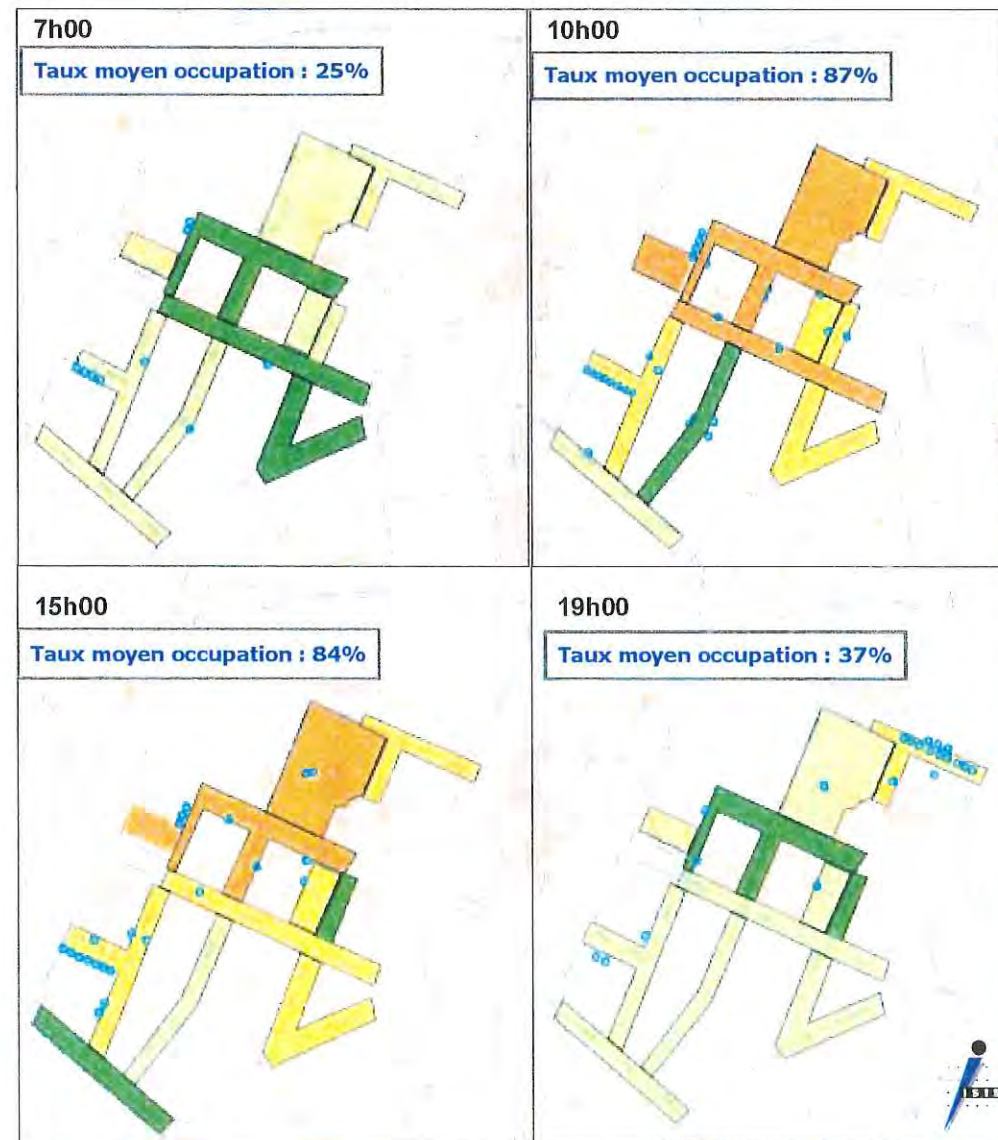 7h00
Taux moyen occupation : 25%
10h00
Taux moyen occupation : 87%
15h00
Taux moyen occupation : 84%
19h00
Taux moyen occupation : 37%